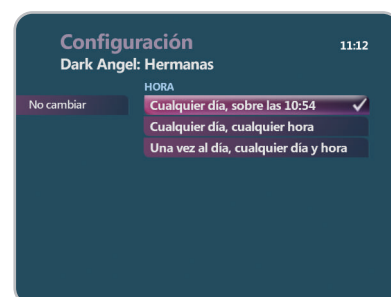 Configuración
11:12
Dark Angel: Hermanas
HORA
No cambiar
Cualquier día, sobre las 10:54
Cualquier día, cualquier hora
Una vez al día, cualquier día y hora